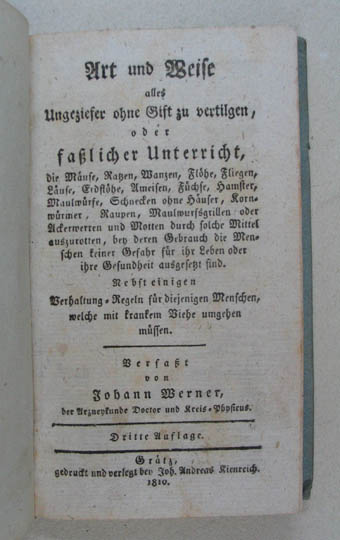 Art und Weise
alles
Ungeziefer ohne Gift zu vertilgen,
oder
faßlicher Unterricht,
die Mäuse, Ratzen, Wanzen, Flöhe, Fliegen,
Läuse, Erdflöhe, Ameisen, Füchse, Hamster,
Maulwürfe, Schnecken ohne Häuser, Korn-
würmer, Raupen, Maulwurfsgrillen oder
Ackerwerren und Motten durch solche Mittel
auszurotten, bey deren Gebrauch die Men-
schen keiner Gefahr für ihr Leben oder
ihre Gesundheit ausgesetzt sind.
Nebst einigen
Verhaltung-Regeln für diejenigen Menschen,
welche mit krankem Viehe umgehen
müssen.
Verfaßt
von
Johann Werner,
der Arzneykunde Doctor und Kreis-Physicus.
Dritte Auflage.
Grätz,
gedruckt und verlegt bey Joh. Andreas Kienreich.
1810.